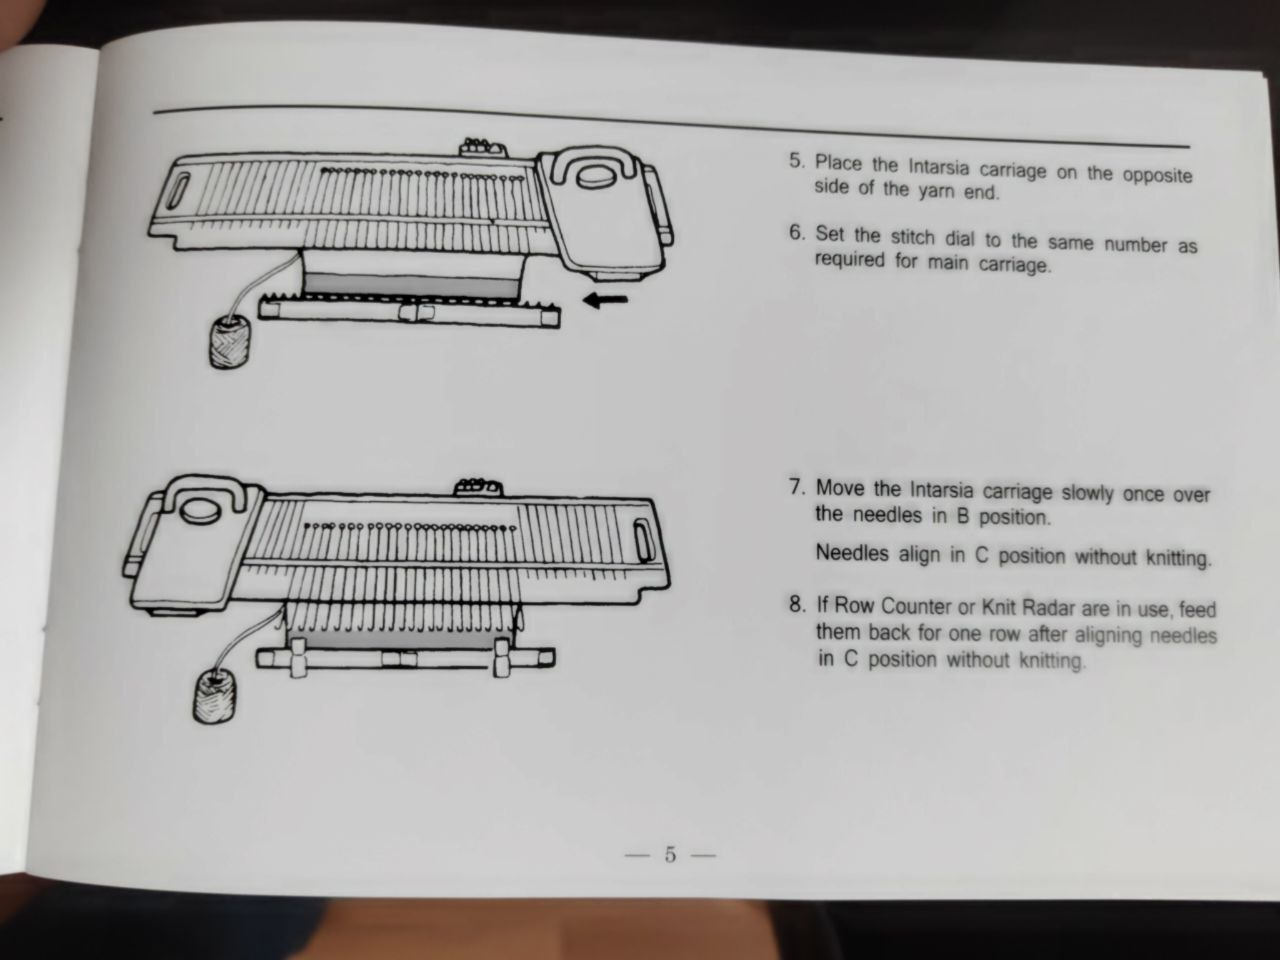 5. Place the Intarsia carriage on the opposite
side of the yarn end.
6. Set the stitch dial to the same number as
required for main carriage.
7. Move the Intarsia carriage slowly once over
the needles in B position.
Needles align in C position without knitting.
8. If Row Counter or Knit Radar are in use, feed
them back for one row after aligning needles
in C position without knitting.
— 5 —